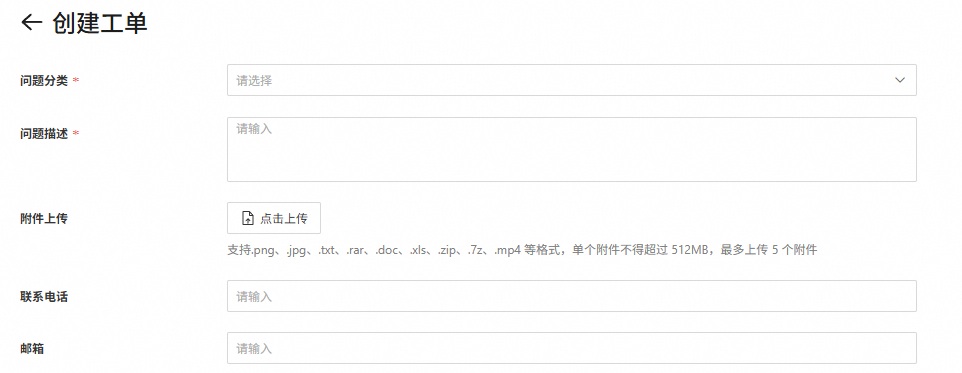 创建工单
问题分类 *
请选择
问题描述 *
请输入
附件上传
点击上传
支持.png、.jpg、.txt、.rar、.doc、.xls、.zip、.7z、.mp4 等格式，单个附件不得超过 512MB，最多上传 5 个附件
联系电话
请输入
邮箱
请输入